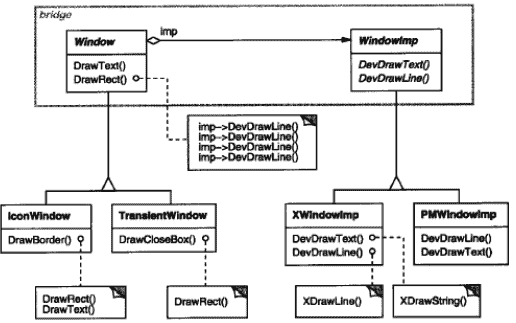 bridge
Window
imp
WindowImp
DrawText()
DrawRect()
DevDrawText()
DevDrawLine()
imp->DevDrawLine()
imp->DevDrawLine()
imp->DevDrawLine()
imp->DevDrawLine()
IconWindow
DrawBorder()
TransientWindow
DrawCloseBox()
XWindowImp
DevDrawText()
DevDrawLine()
PMWindowImp
DevDrawLine()
DevDrawText()
DrawRect()
DrawText()
DrawRect()
XDrawLine()
XDrawString()